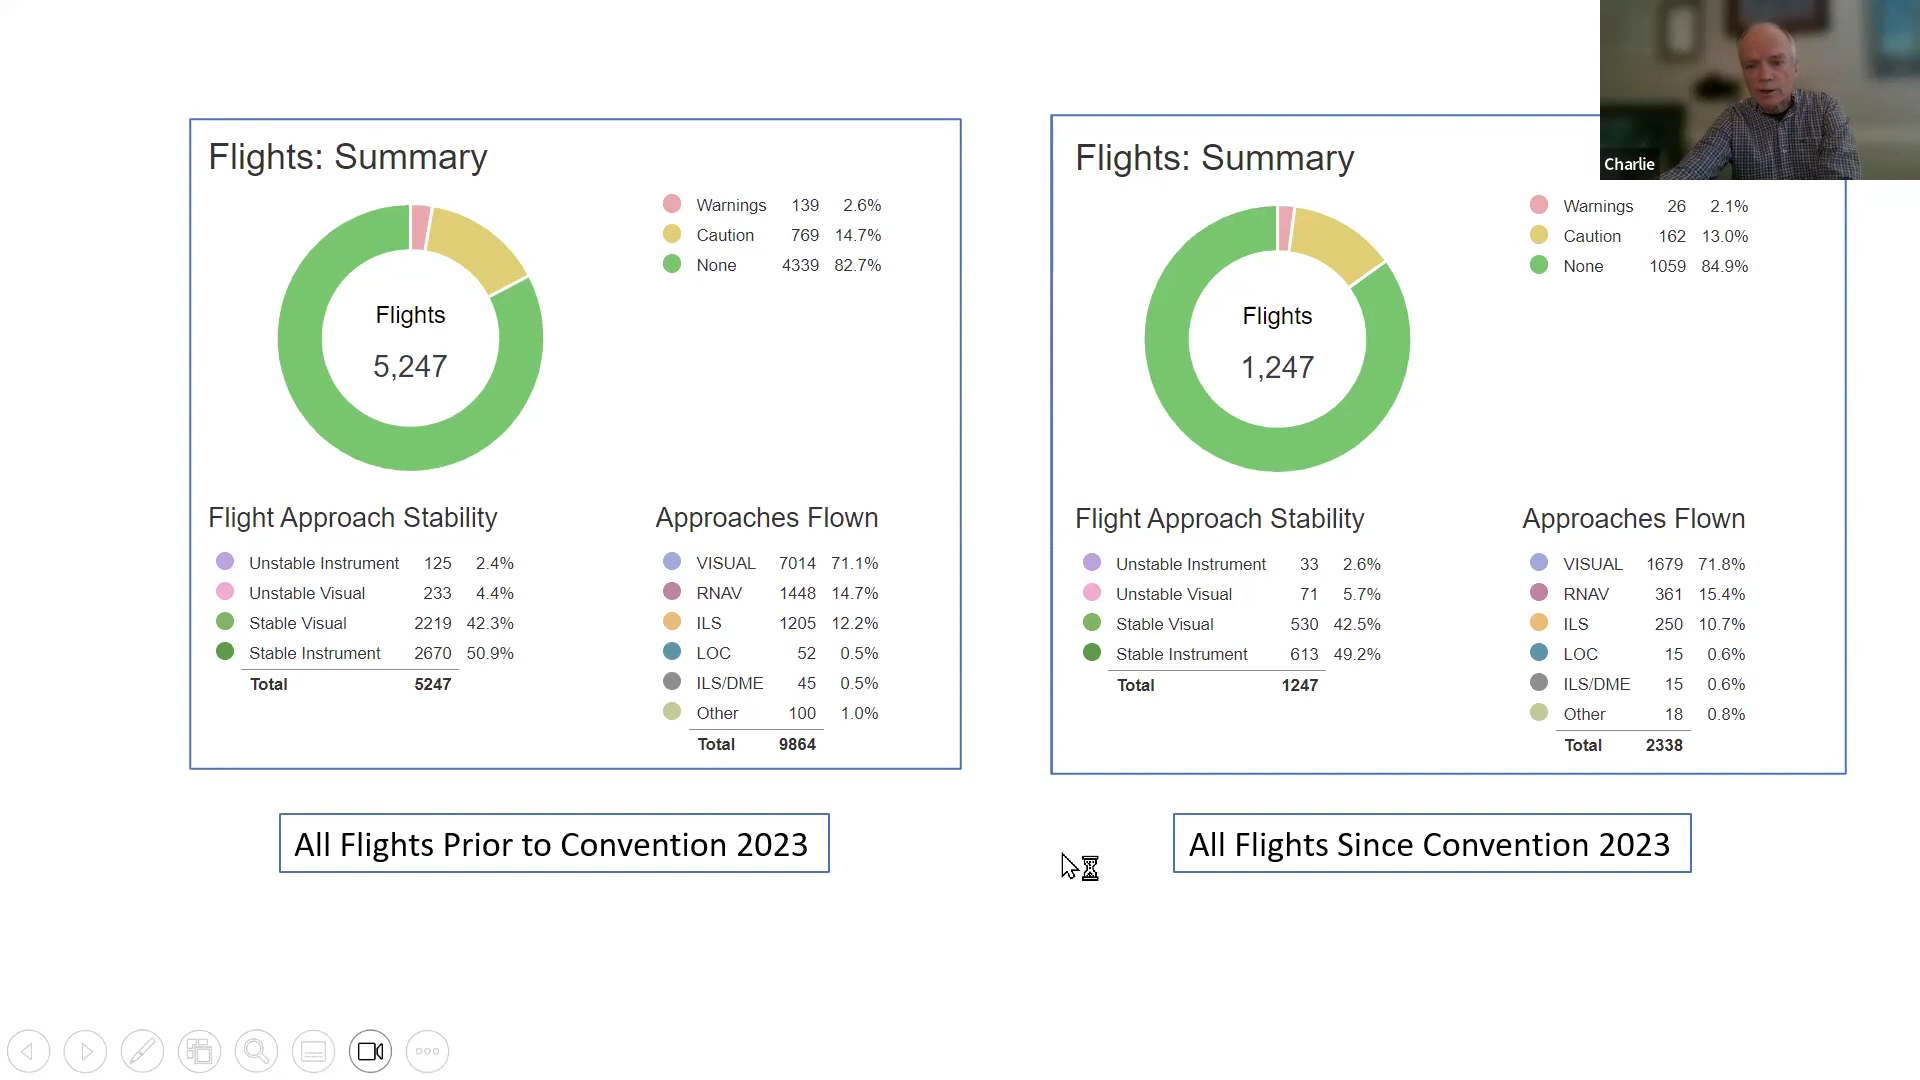 Charlie
Flights: Summary
Warnings 139 2.6%
Caution 769 14.7%
None 4339 82.7%
Flights
5,247
Flight Approach Stability
Unstable Instrument 125 2.4%
Unstable Visual 233 4.4%
Stable Visual 2219 42.3%
Stable Instrument 2670 50.9%
Total 5247
Approaches Flown
VISUAL 7014 71.1%
RNAV 1448 14.7%
ILS 1205 12.2%
LOC 52 0.5%
ILS/DME 45 0.5%
Other 100 1.0%
Total 9864
All Flights Prior to Convention 2023
Flights: Summary
Warnings 26 2.1%
Caution 162 13.0%
None 1059 84.9%
Flights
1,247
Flight Approach Stability
Unstable Instrument 33 2.6%
Unstable Visual 71 5.7%
Stable Visual 530 42.5%
Stable Instrument 613 49.2%
Total 1247
Approaches Flown
VISUAL 1679 71.8%
RNAV 361 15.4%
ILS 250 10.7%
LOC 15 0.6%
ILS/DME 15 0.6%
Other 18 0.8%
Total 2338
All Flights Since Convention 2023